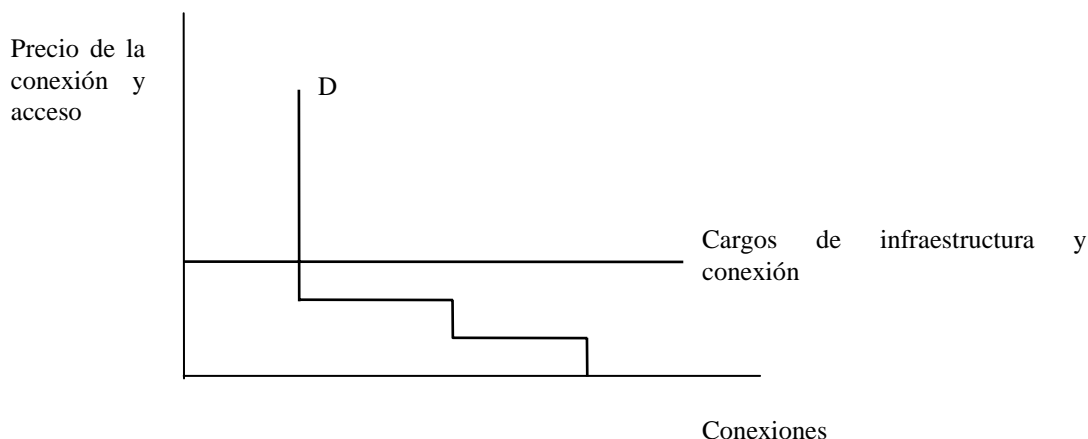 Precio de la
conexión y
acceso
D
Cargos de infraestructura y
conexión
Conexiones